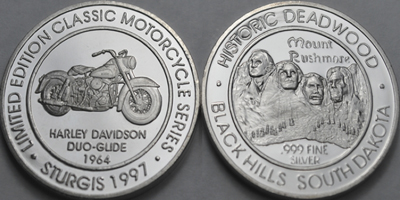 LIMITED EDITION CLASSIC MOTORCYCLE SERIES
HARLEY DAVIDSON
DUO-GLIDE
1964
• STURGIS 1997 •
HISTORIC DEADWOOD
Mount
Rushmore
.999 FINE
SILVER
• BLACK HILLS SOUTH DAKOTA •